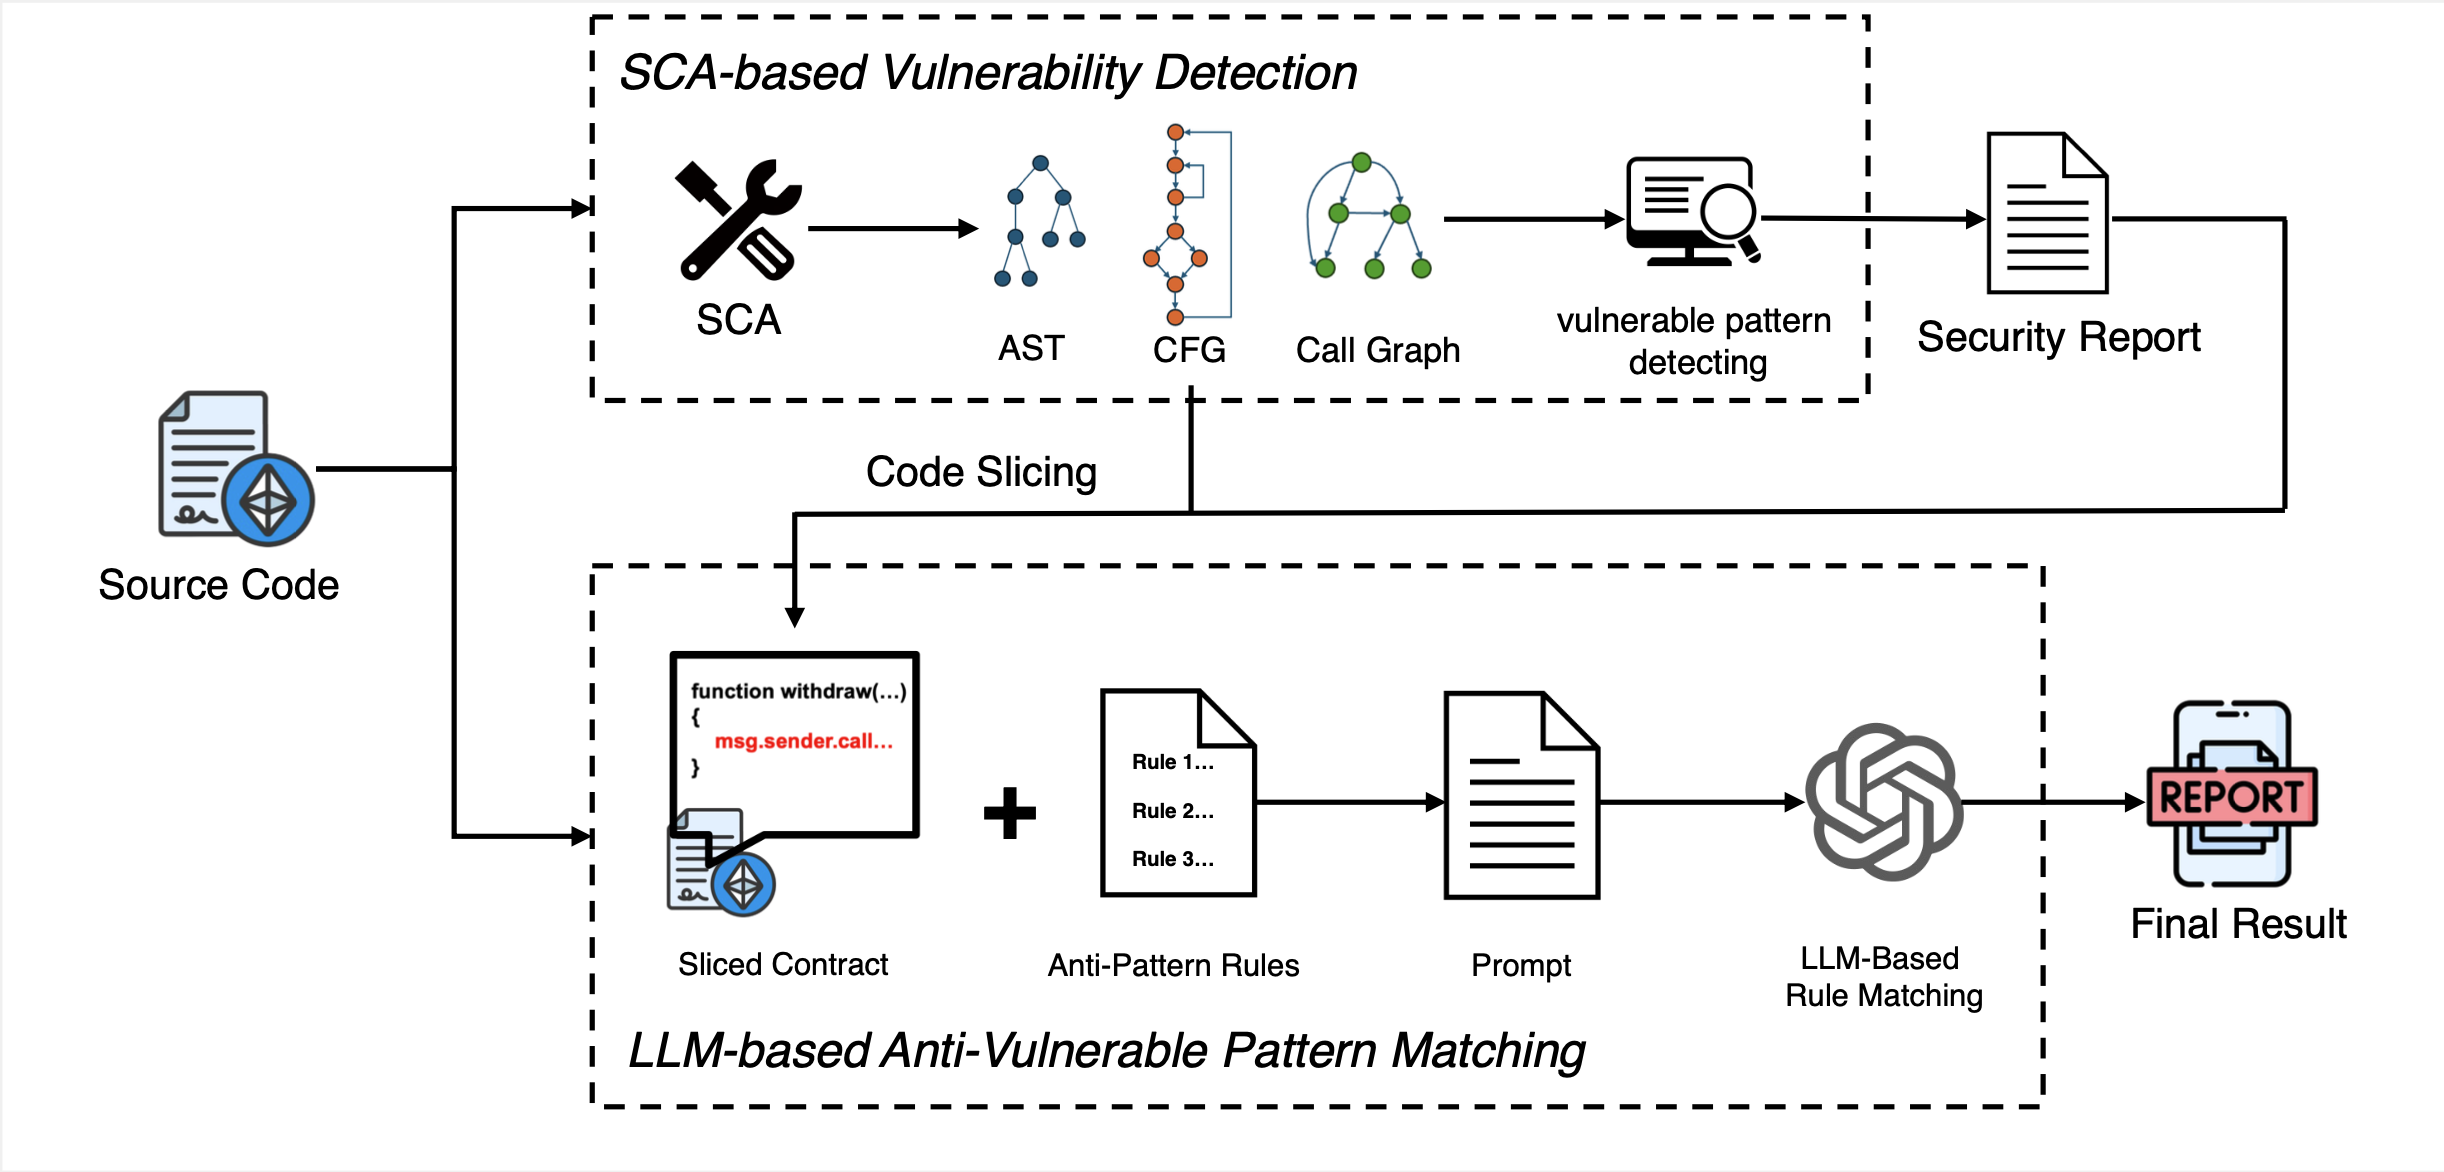 SCA-based Vulnerability Detection
SCA
AST
CFG
Call Graph
vulnerable pattern
detecting
Security Report
Source Code
Code Slicing
function withdraw(...)
{
msg.sender.call...
}
Sliced Contract
Rule 1...
Rule 2...
Rule 3...
Anti-Pattern Rules
Prompt
LLM-Based
Rule Matching
REPORT
Final Result
LLM-based Anti-Vulnerable Pattern Matching